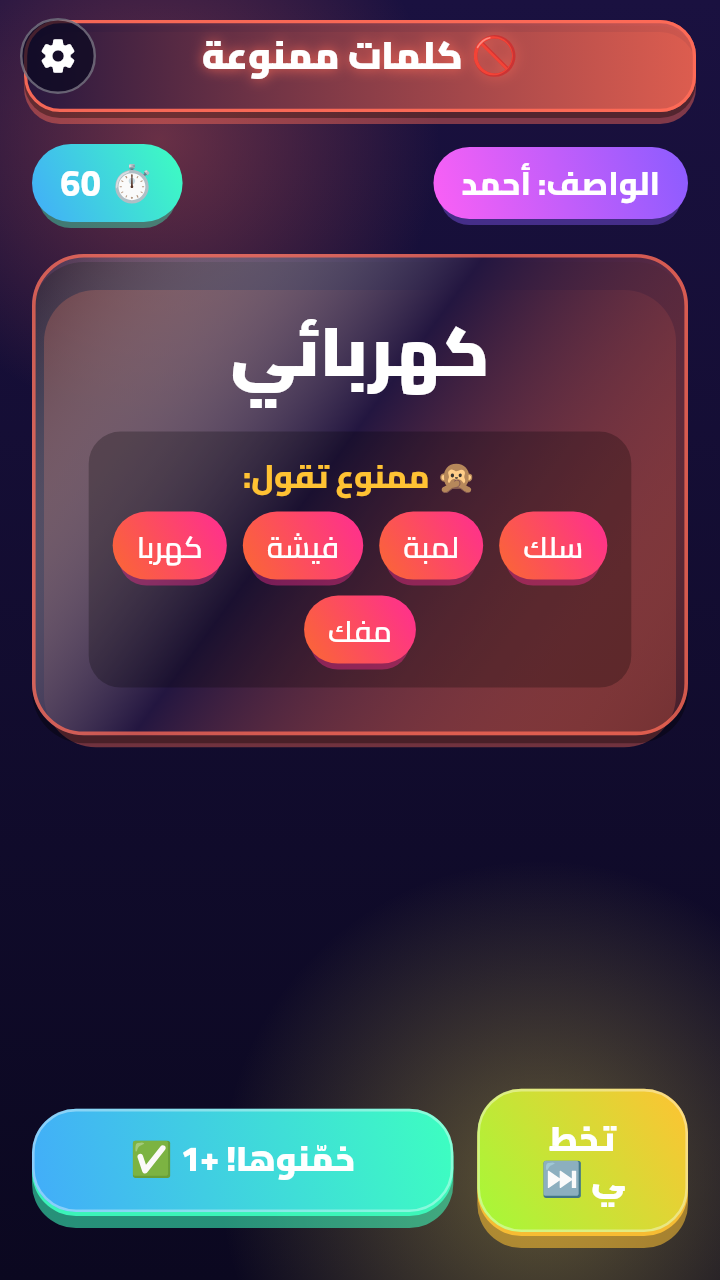 🚫 كلمات ممنوعة
الواصف: أحمد
⏱️ 60
كهربائي
🙊 ممنوع تقول:
سلك
لمبة
فيشة
كهربا
مفك
تخط
ي ⏭️
خمّنوها! +1 ✅